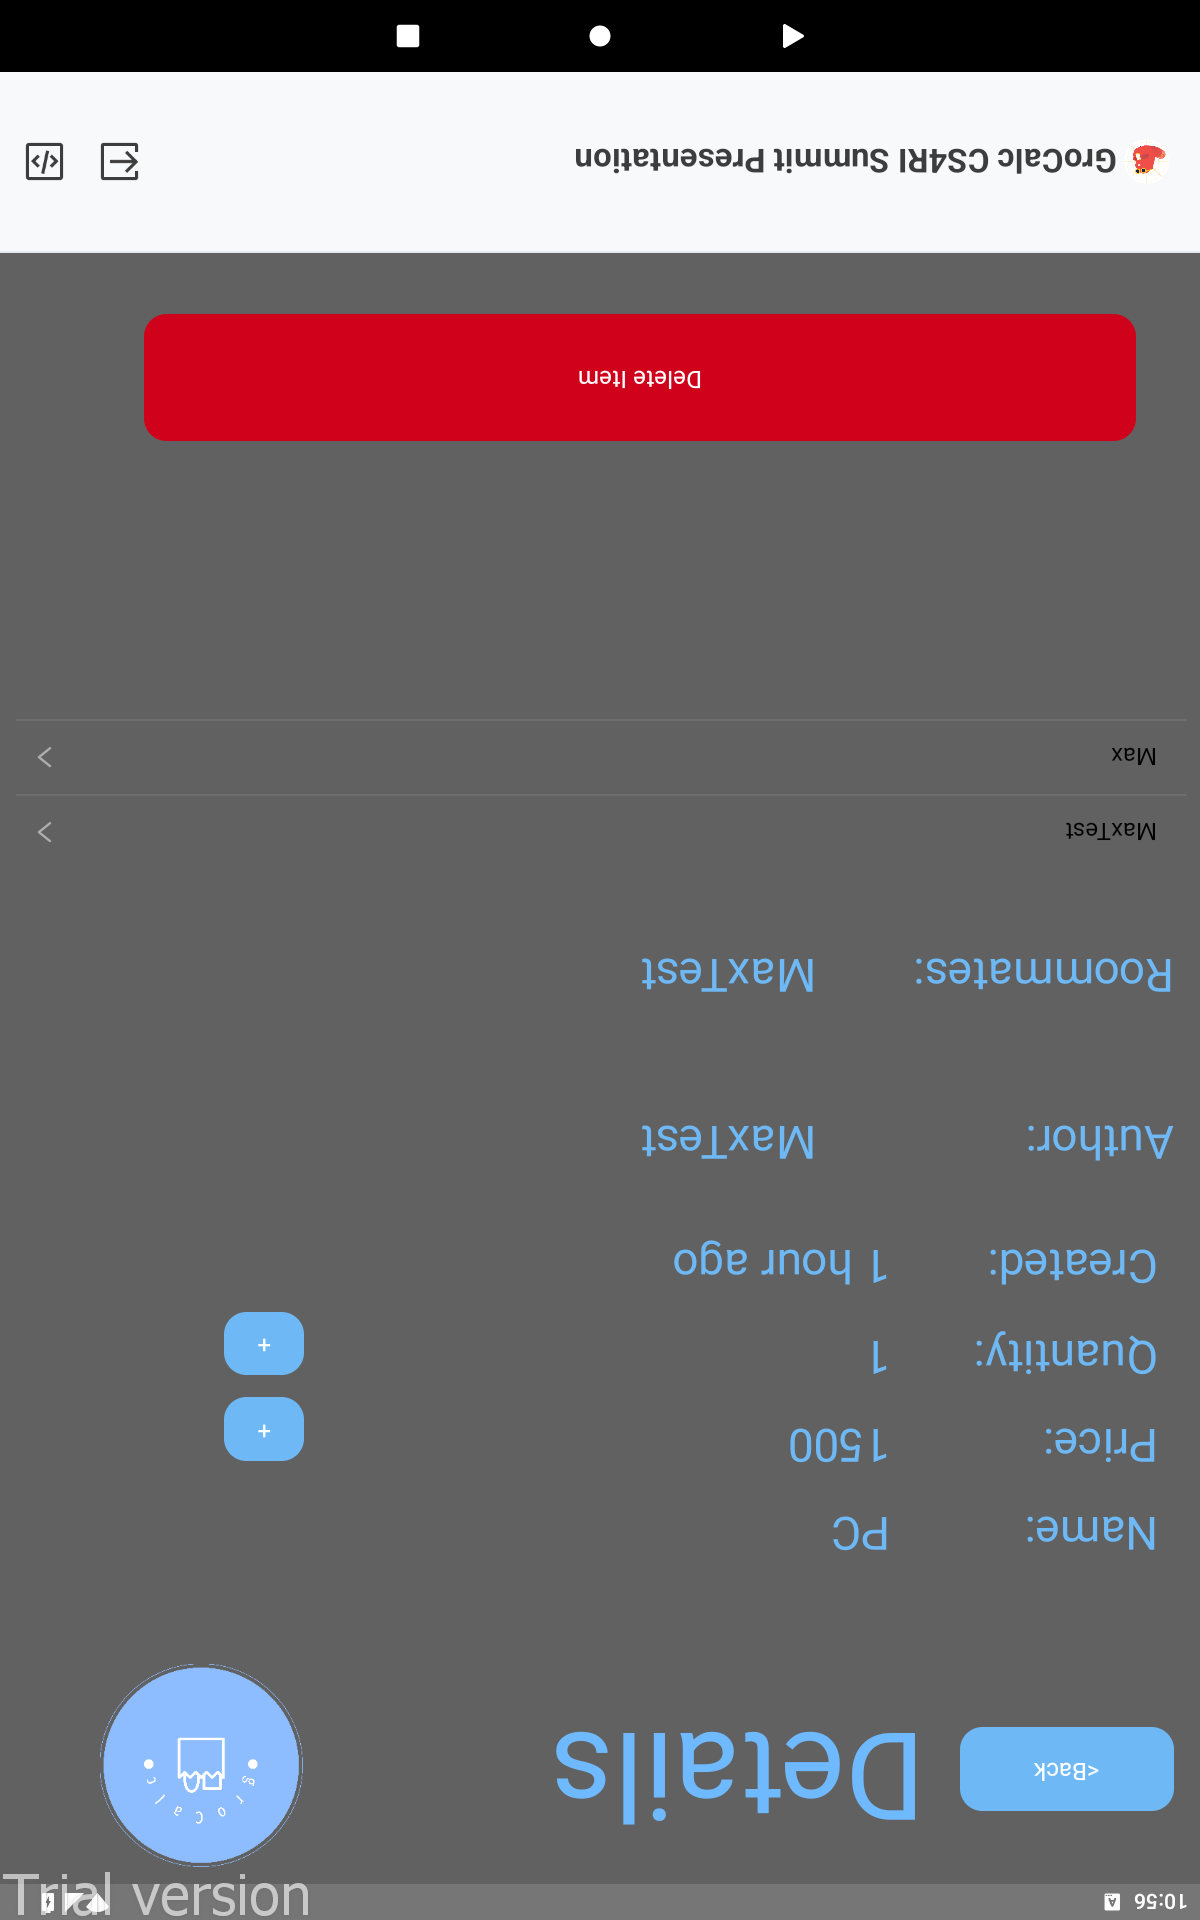 10:56
<Back
Details
groCalc
Name: PC
Price: 1500
+
Quantity: 1
+
Created: 1 hour ago
Author: MaxTest
Roommates: MaxTest
MaxTest
Max
Delete Item
GroCalc CS4RI Summit Presentation
Trial version